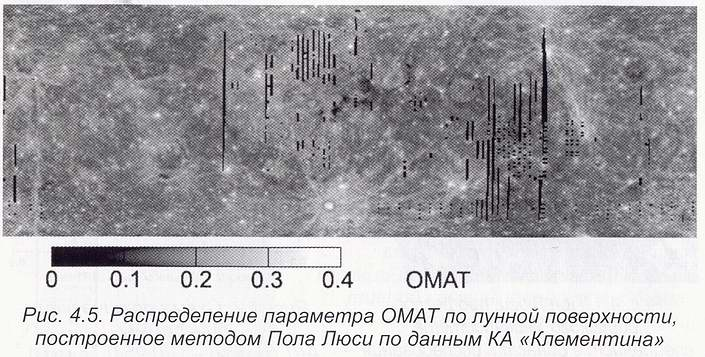 0 0.1 0.2 0.3 0.4 OMAT
Рис. 4.5. Распределение параметра ОМАТ по лунной поверхности,
построенное методом Пола Люси по данным КА «Клементина»